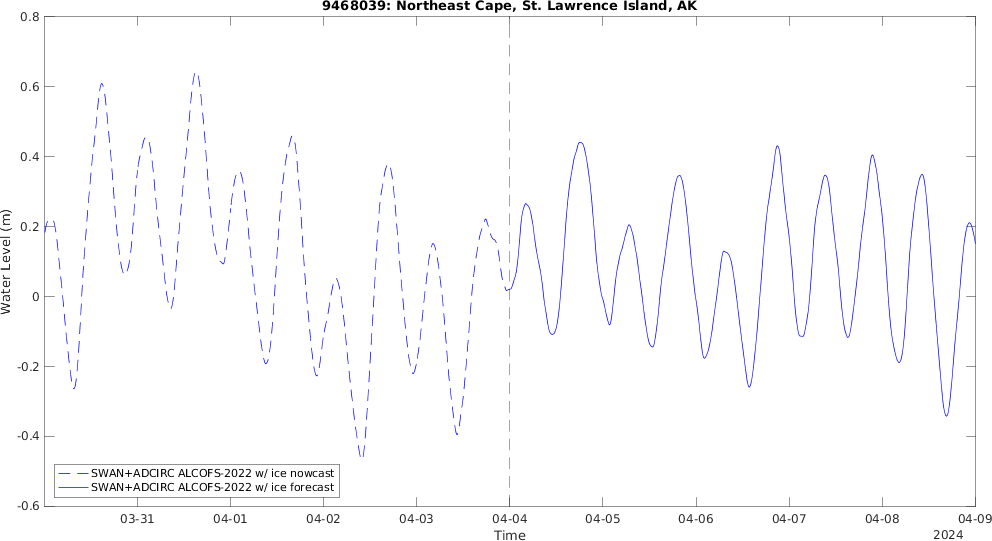 9468039: Northeast Cape, St. Lawrence Island, AK
0.8
0.6
0.4
0.2
0
-0.2
-0.4
-0.6
Water Level (m)
SWAN+ADCIRC ALCOFS-2022 w/ ice nowcast
SWAN+ADCIRC ALCOFS-2022 w/ ice forecast
03-31 04-01 04-02 04-03 04-04 04-05 04-06 04-07 04-08 04-09
Time
2024